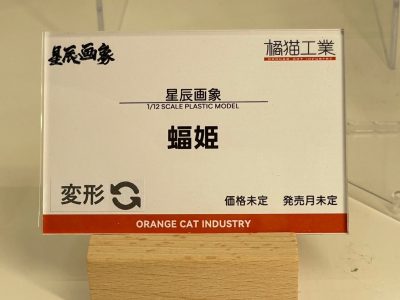 星辰画象
橘猫工業
ORANGE CAT INDUSTRY
星辰画象
1/12 SCALE PLASTIC MODEL
蝠姫
変形
価格未定 発売月未定
ORANGE CAT INDUSTRY